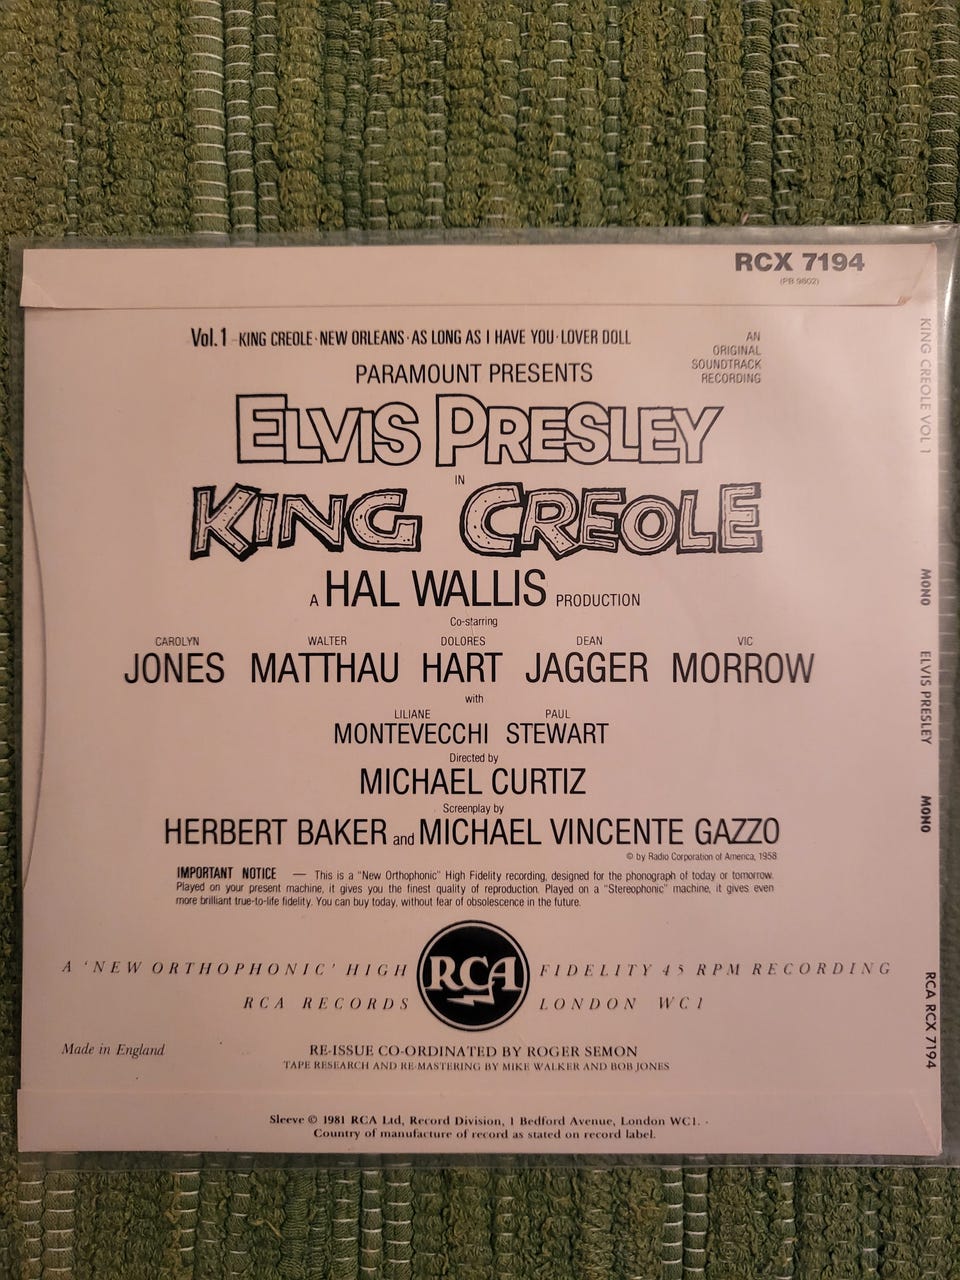 RCX 7194
(PB 9802)
Vol.1 - KING CREOLE · NEW ORLEANS · AS LONG AS I HAVE YOU · LOVER DOLL
AN
ORIGINAL
SOUNDTRACK
RECORDING
PARAMOUNT PRESENTS
ELVIS PRESLEY
IN
KING CREOLE
A HAL WALLIS PRODUCTION
Co-starring
CAROLYN WALTER DOLORES DEAN VIC
JONES MATTHAU HART JAGGER MORROW
with
LILIANE PAUL
MONTEVECCHI STEWART
Directed by
MICHAEL CURTIZ
Screenplay by
HERBERT BAKER and MICHAEL VINCENTE GAZZO
© by Radio Corporation of America, 1958
IMPORTANT NOTICE — This is a "New Orthophonic" High Fidelity recording, designed for the phonograph of today or tomorrow.
Played on your present machine, it gives you the finest quality of reproduction. Played on a "Stereophonic" machine, it gives even
more brilliant true-to-life fidelity. You can buy today, without fear of obsolescence in the future.
A 'NEW ORTHOPHONIC' HIGH RCA FIDELITY 45 RPM RECORDING
RCA RECORDS LONDON WC1
Made in England
RE-ISSUE CO-ORDINATED BY ROGER SEMON
TAPE RESEARCH AND RE-MASTERING BY MIKE WALKER AND BOB JONES
Sleeve © 1981 RCA Ltd, Record Division, 1 Bedford Avenue, London WC1.
Country of manufacture of record as stated on record label.
KING CREOLE VOL 1
MONO
ELVIS PRESLEY
MONO
RCA RCX 7194